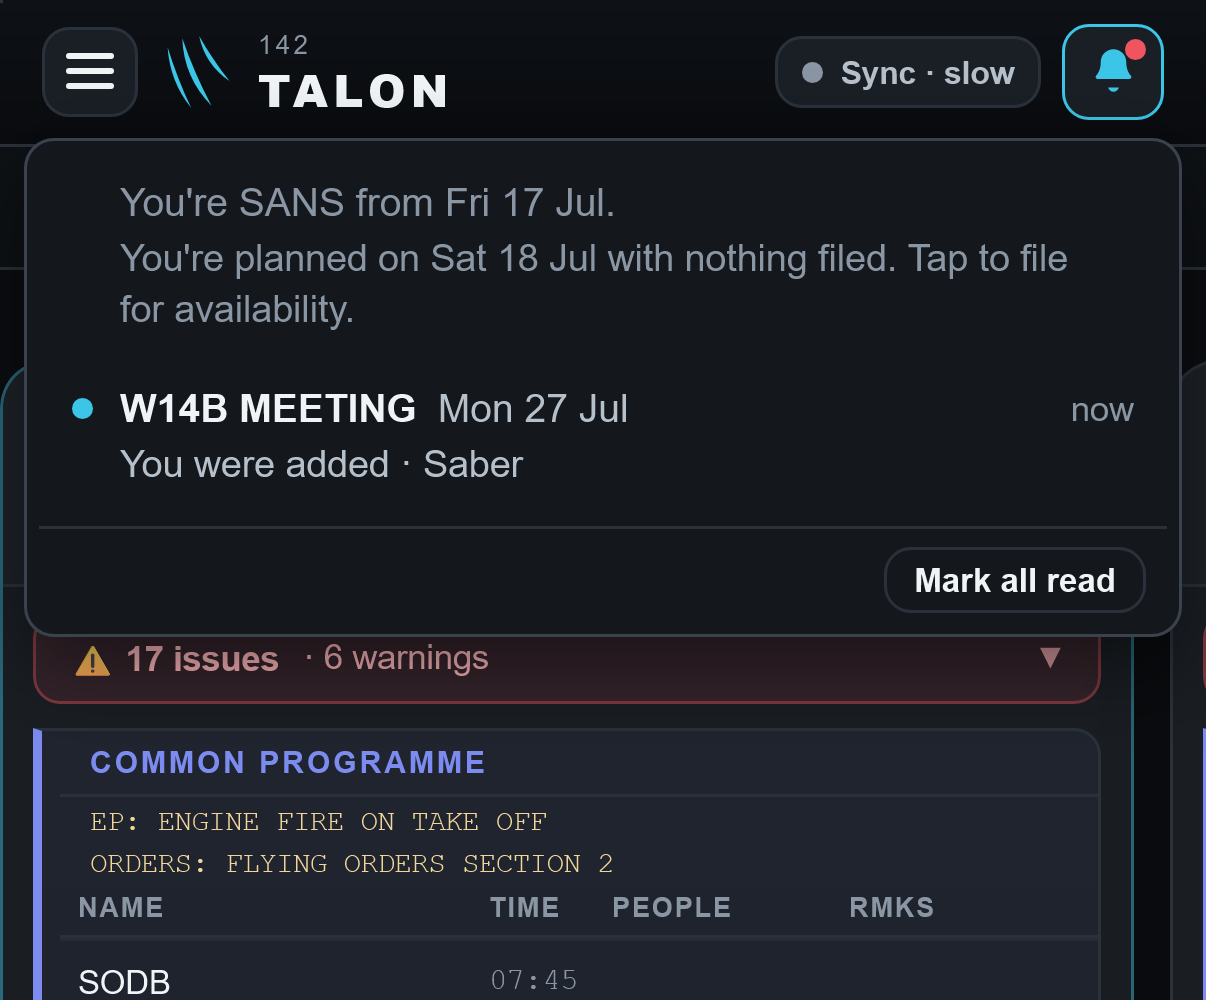 142
TALON
Sync · slow
You're SANS from Fri 17 Jul.
You're planned on Sat 18 Jul with nothing filed. Tap to file
for availability.
W14B MEETING Mon 27 Jul now
You were added · Saber
Mark all read
17 issues · 6 warnings
COMMON PROGRAMME
EP: ENGINE FIRE ON TAKE OFF
ORDERS: FLYING ORDERS SECTION 2
NAME TIME PEOPLE RMKS
SODB 07:45